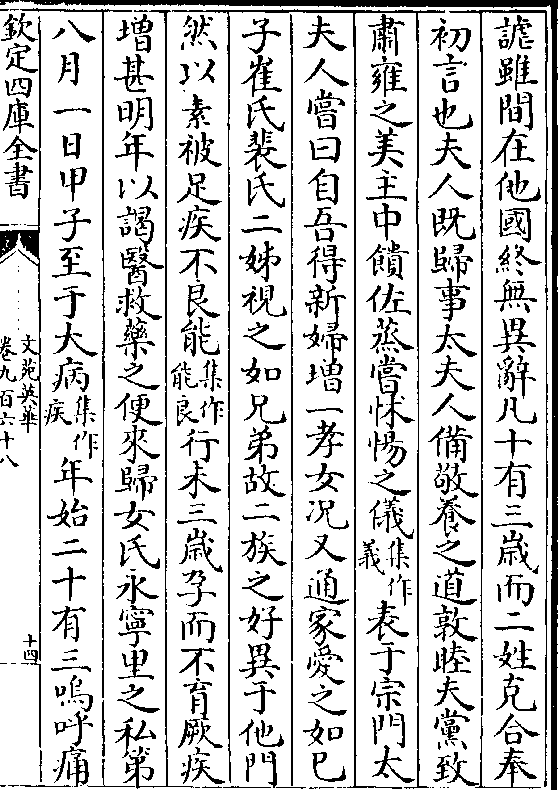 謔雖間在他國終無異辭凡十有三歲而二姓克合奉
初言也夫人既歸事太夫人備敬養之道敦睦夫黨致
肅雍之美主中饋佐蒸嘗怵惕之儀集作義表于宗門太
夫人嘗曰自吾得新婦增一孝女況又通家愛之如己
子崔氏裴氏二姊視之如兄弟故二族之好異于他門
然以素被足疾不良能集作能良行未三歲孕而不育厥疾
增甚明年以謁醫救藥之便來歸女氏永寧里之私第
八月一日甲子至于大病集作疾年始二十有三嗚呼痛
欽定四庫全書
文苑英華
卷九百六十八
十四